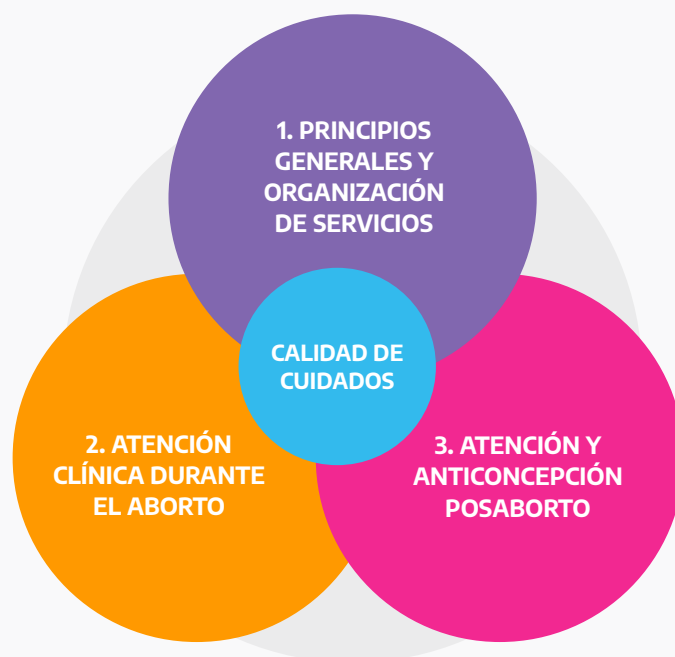 1. PRINCIPIOS
GENERALES Y
ORGANIZACIÓN
DE SERVICIOS
CALIDAD DE
CUIDADOS
2. ATENCIÓN
CLÍNICA DURANTE
EL ABORTO
3. ATENCIÓN Y
ANTICONCEPCIÓN
POSABORTO